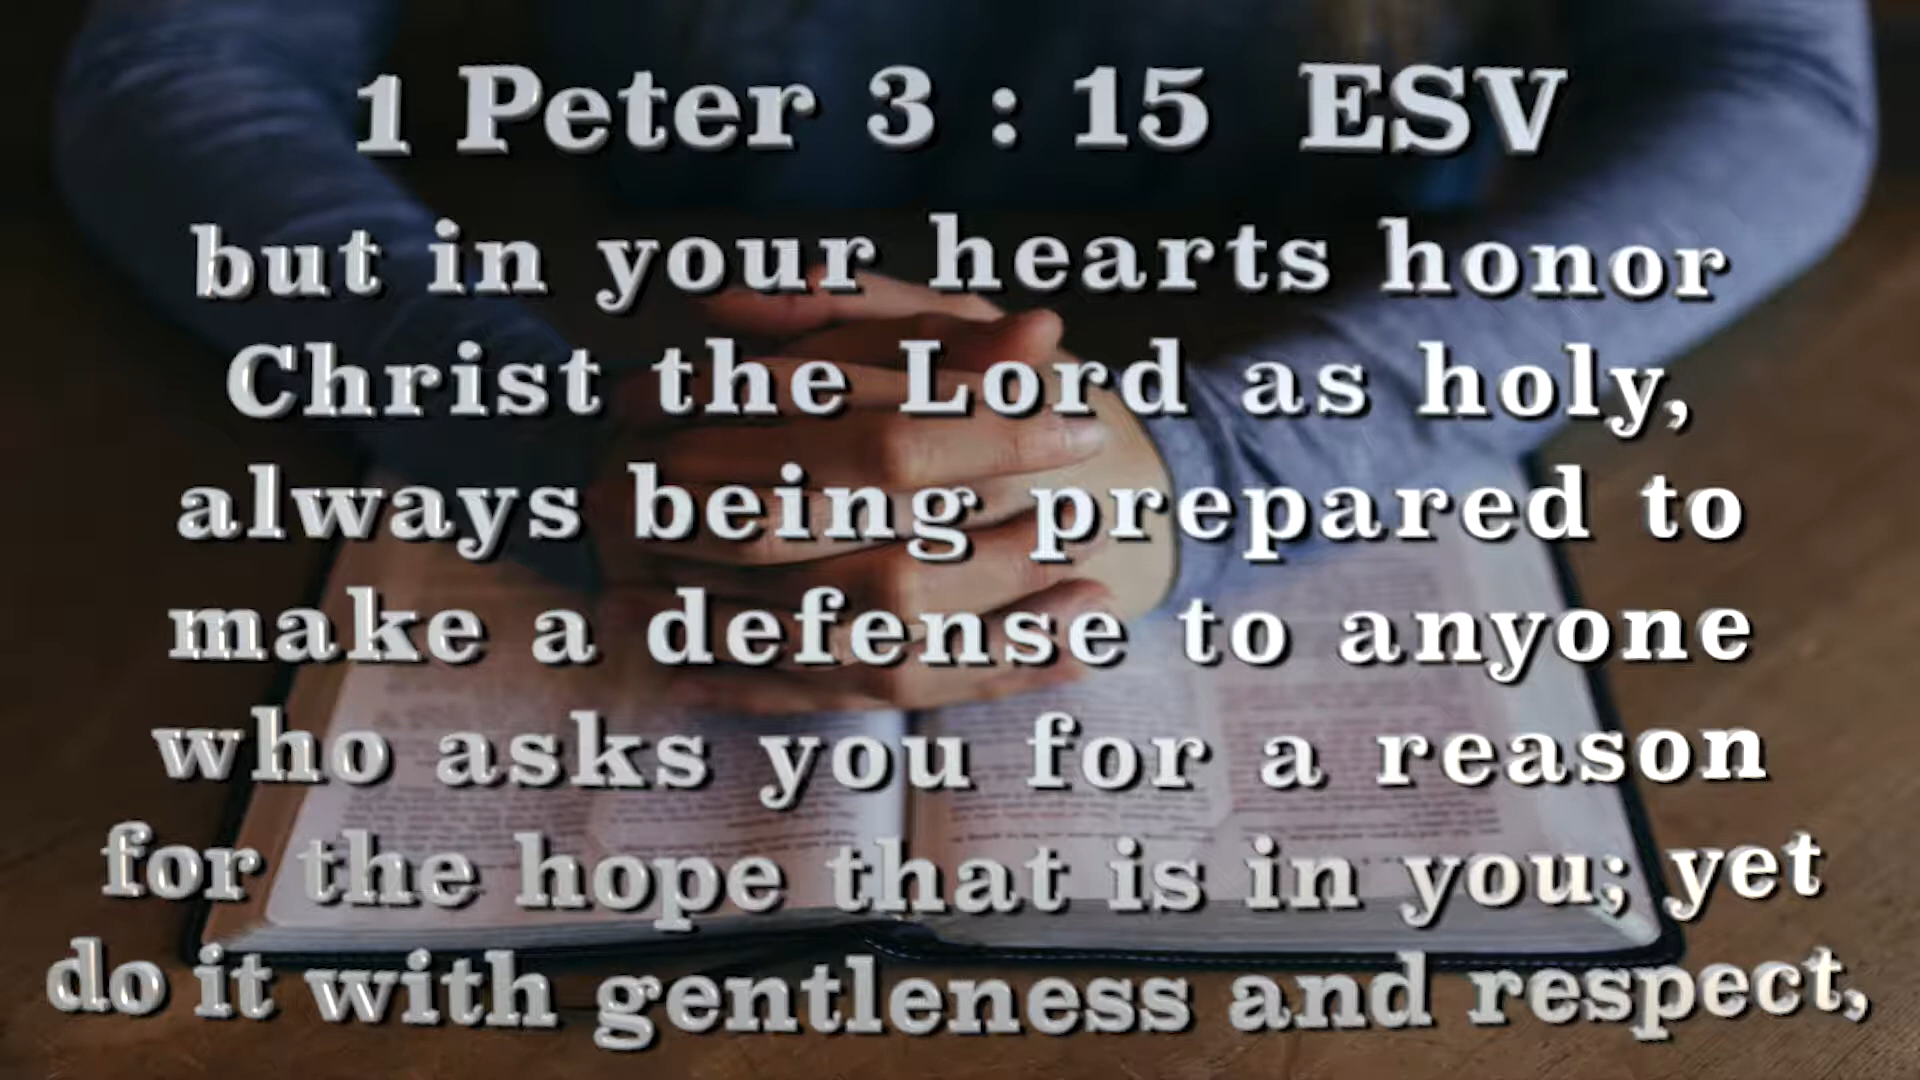 1 Peter 3 : 15 ESV
but in your hearts honor
Christ the Lord as holy,
always being prepared to
make a defense to anyone
who asks you for a reason
for the hope that is in you; yet
do it with gentleness and respect,